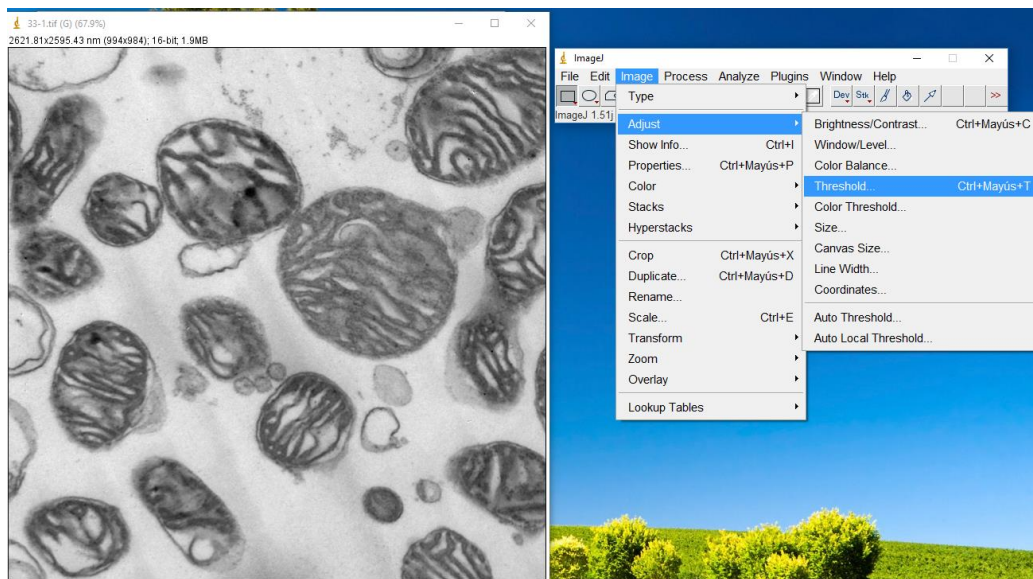 33-1.tif (G) (67.9%)
2621.81x2595.43 nm (994x984); 16-bit; 1.9MB
ImageJ
File Edit Image Process Analyze Plugins Window Help
Dev Stk >>
ImageJ 1.51j
Type
Adjust
Show Info... Ctrl+I
Properties... Ctrl+Mayús+P
Color
Stacks
Hyperstacks
Crop Ctrl+Mayús+X
Duplicate... Ctrl+Mayús+D
Rename...
Scale... Ctrl+E
Transform
Zoom
Overlay
Lookup Tables
Brightness/Contrast... Ctrl+Mayús+C
Window/Level...
Color Balance...
Threshold... Ctrl+Mayús+T
Color Threshold...
Size...
Canvas Size...
Line Width...
Coordinates...
Auto Threshold...
Auto Local Threshold...